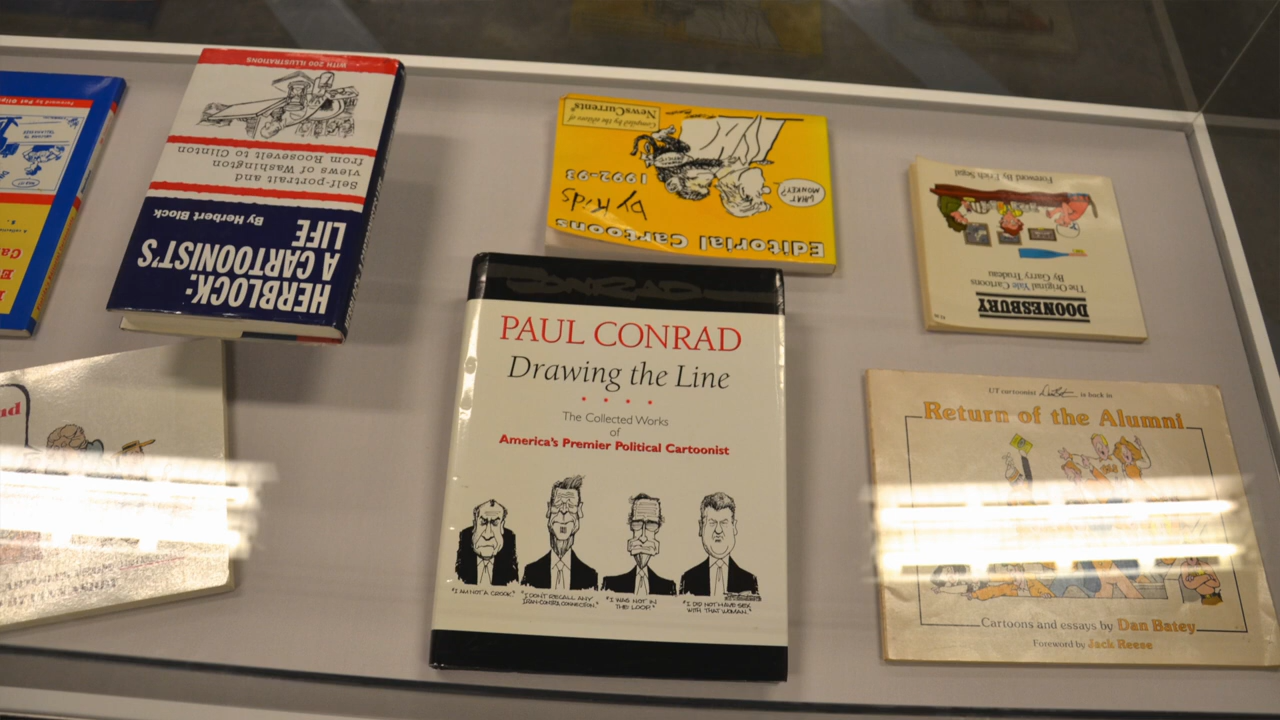 HERBLOCK:
A CARTOONIST'S
LIFE
By Herbert Block
Self-portrait and
views of Washington
from Roosevelt to Clinton
WITH 200 ILLUSTRATIONS
Editorial Cartoons
by Kids
1992-93
WHAT
MONKEY?
Compiled by the editors of
NewsCurrents
DOONESBURY
The Original Yale Cartoons
By Garry Trudeau
Foreword by Erich Segal
CONRAD
PAUL CONRAD
Drawing the Line
The Collected Works
of
America's Premier Political Cartoonist
"I AM NOT A CROOK."
"I DON'T RECALL ANY
IRAN-CONTRA CONNECTION."
"I WAS NOT IN
THE LOOP."
"I DID NOT HAVE SEX
WITH THAT WOMAN."
UT cartoonist is back in
Return of the Alumni
Cartoons and essays by Dan Batey
Foreword by Jack Reese